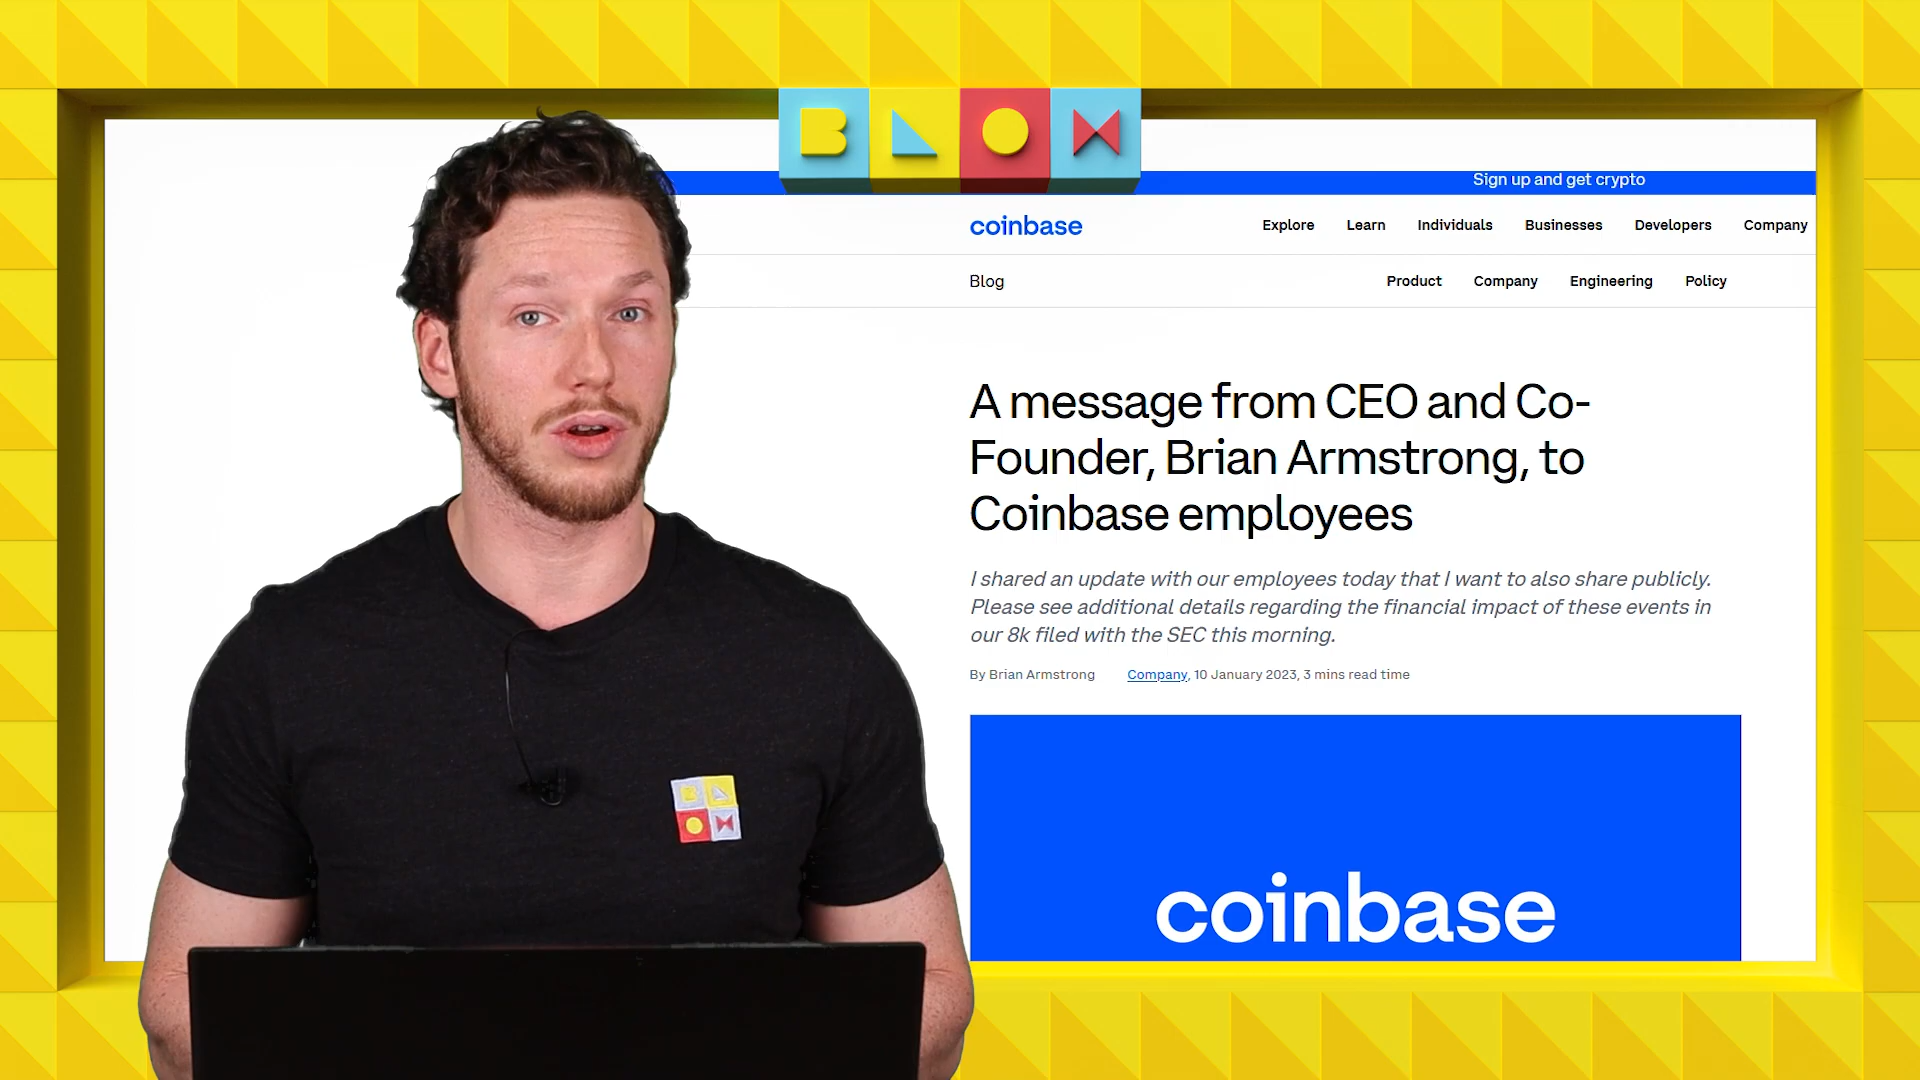 BLOM
Sign up and get crypto
coinbase
Explore Learn Individuals Businesses Developers Company
Blog
Product Company Engineering Policy
A message from CEO and Co-
Founder, Brian Armstrong, to
Coinbase employees
I shared an update with our employees today that I want to also share publicly.
Please see additional details regarding the financial impact of these events in
our 8k filed with the SEC this morning.
By Brian Armstrong Company, 10 January 2023, 3 mins read time
BL
OM
coinbase